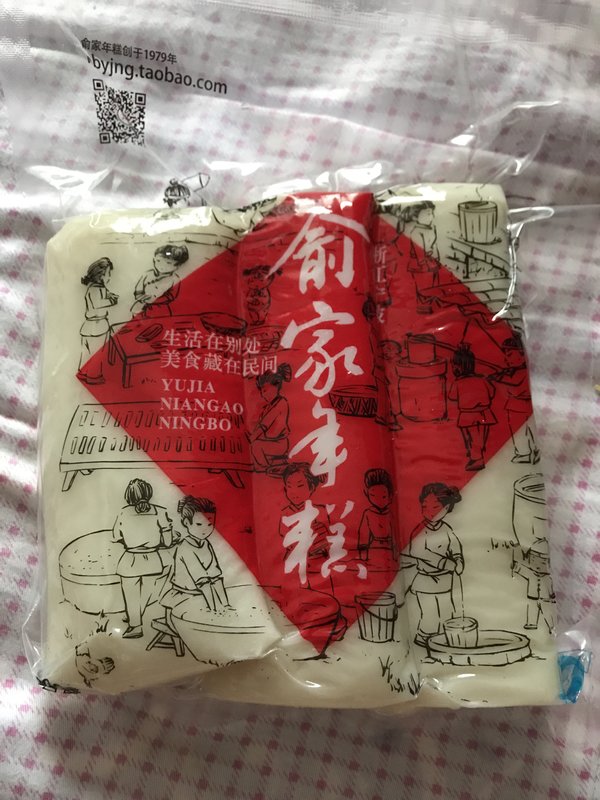 俞家年糕创于1979年
byjng.taobao.com
俞家年糕
生活在别处
美食藏在民间
YUJIA
NIANGAO
NINGBO